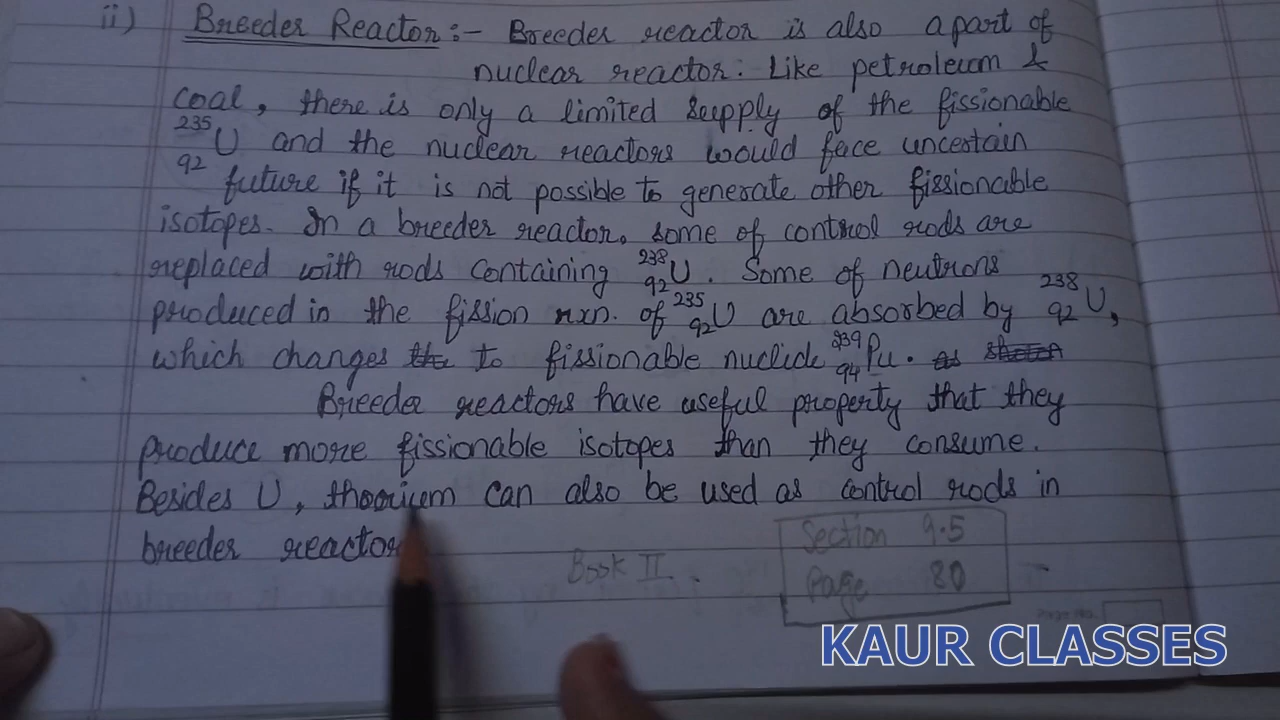 ii) Breeder Reactor :- Breeder reactor is also a part of
nuclear reactor. Like petroleum &
coal, there is only a limited supply of the fissionable
235 92 U and the nuclear reactors would face uncertain
future if it is not possible to generate other fissionable
isotopes. In a breeder reactor, some of control rods are
replaced with rods containing 238 92 U. Some of neutrons
produced in the fission rxn. of 235 92 U are absorbed by 238 92 U,
which changes the to fissionable nuclide 239 94 Pu. as
Breeder reactors have useful property that they
produce more fissionable isotopes than they consume.
Besides U, thorium can also be used as control rods in
breeder reactor
Section 9.5
Book II.
Page 80
Page No.
KAUR CLASSES